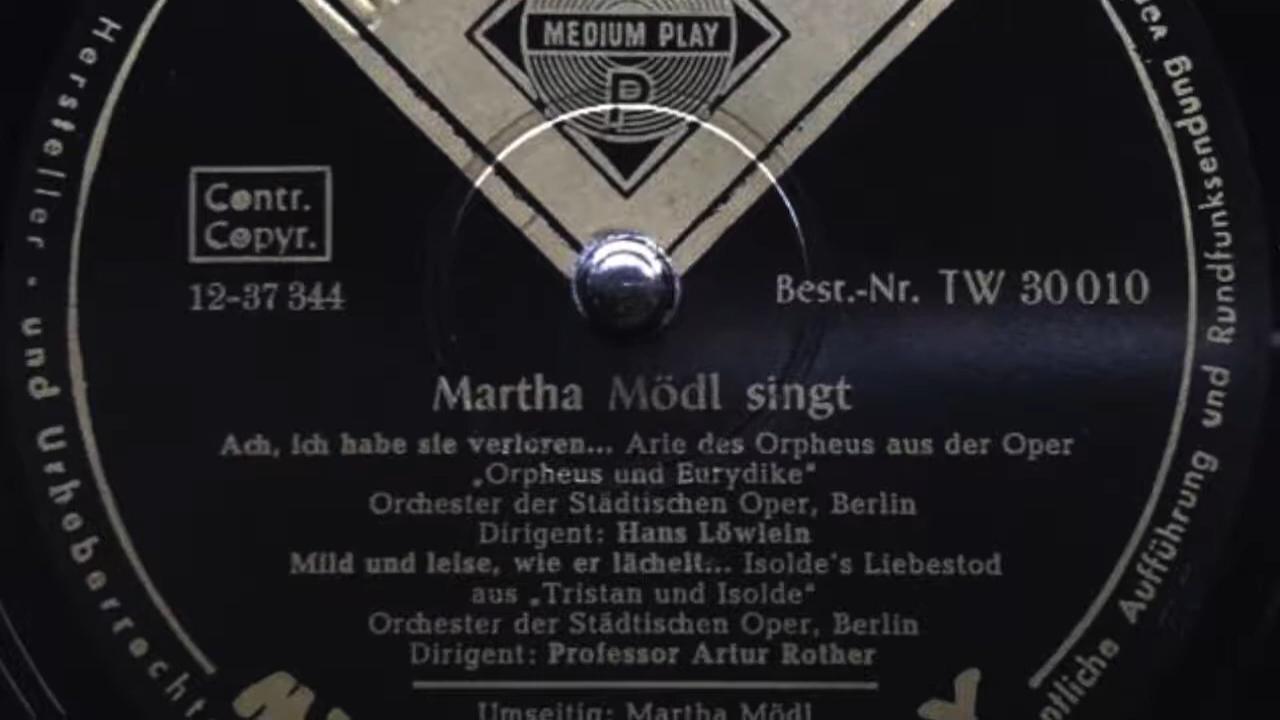 MEDIUM PLAY
P
Contr.
Copyr.
12-37 344
Best.-Nr. TW 30010
Martha Mödl singt
Ach, ich habe sie verloren... Arie des Orpheus aus der Oper
„Orpheus und Eurydike“
Orchester der Städtischen Oper, Berlin
Dirigent: Hans Löwlein
Mild und leise, wie er lächelt... Isolde's Liebestod
aus „Tristan und Isolde“
Orchester der Städtischen Oper, Berlin
Dirigent: Professor Artur Rother
Umseitig: Martha Mödl
Hersteller- und Urheberrecht
Aufführung und Rundfunksendung